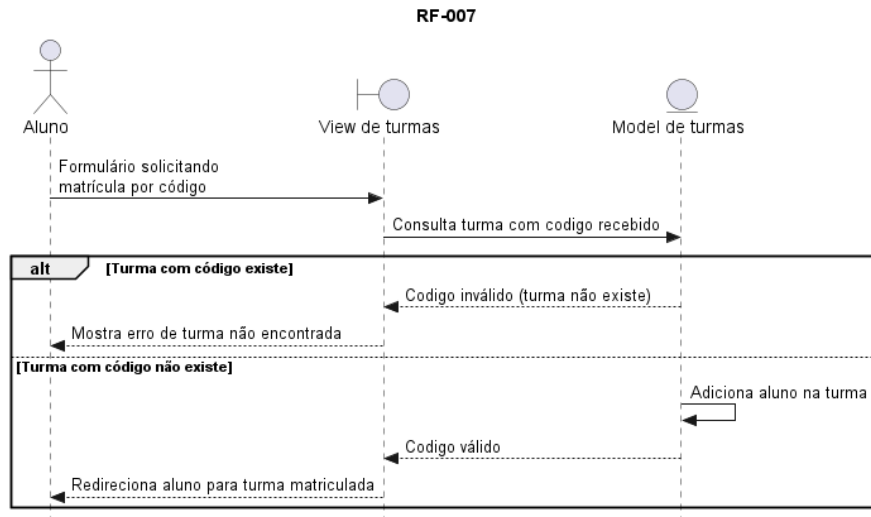 RF-007
Aluno
View de turmas
Model de turmas
Formulário solicitando
matrícula por código
Consulta turma com codigo recebido
alt
[Turma com código existe]
Codigo inválido (turma não existe)
Mostra erro de turma não encontrada
[Turma com código não existe]
Adiciona aluno na turma
Codigo válido
Redireciona aluno para turma matriculada